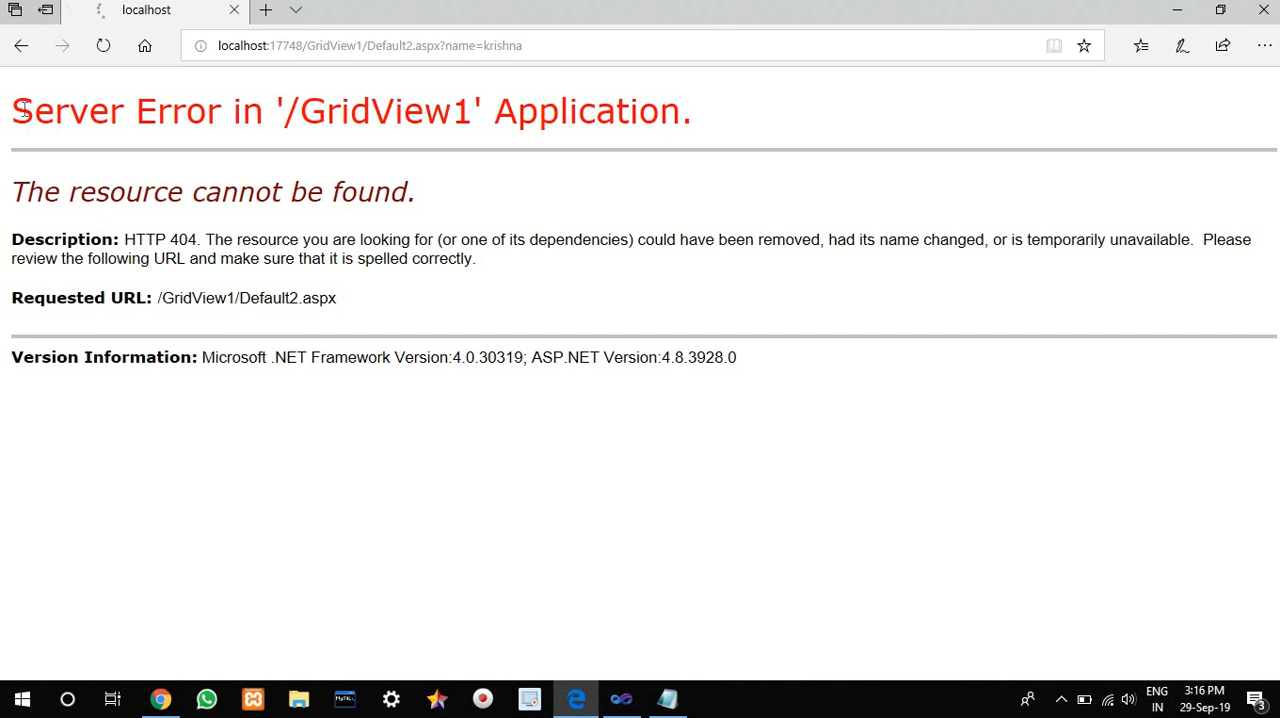 localhost
localhost:17748/GridView1/Default2.aspx?name=krishna
Server Error in '/GridView1' Application.
The resource cannot be found.
Description: HTTP 404. The resource you are looking for (or one of its dependencies) could have been removed, had its name changed, or is temporarily unavailable.  Please
review the following URL and make sure that it is spelled correctly.
Requested URL: /GridView1/Default2.aspx
Version Information: Microsoft .NET Framework Version:4.0.30319; ASP.NET Version:4.8.3928.0
ENG 3:16 PM
IN 29-Sep-19 3